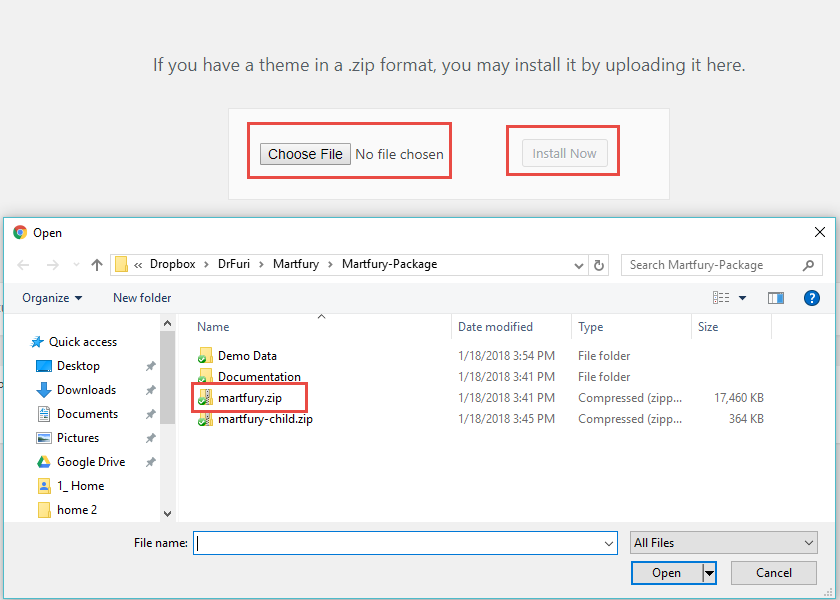 If you have a theme in a .zip format, you may install it by uploading it here.
Choose File No file chosen
Install Now
Open
« Dropbox > DrFuri > Martfury > Martfury-Package
Search Martfury-Package
Organize New folder
Name Date modified Type Size
Quick access
Desktop
Downloads
Documents
Pictures
Google Drive
1_ Home
home 2
Demo Data 1/18/2018 3:54 PM File folder
Documentation 1/18/2018 3:41 PM File folder
martfury.zip 1/18/2018 3:41 PM Compressed (zipp... 17,460 KB
martfury-child.zip 1/18/2018 3:45 PM Compressed (zipp... 364 KB
File name: All Files
Open Cancel